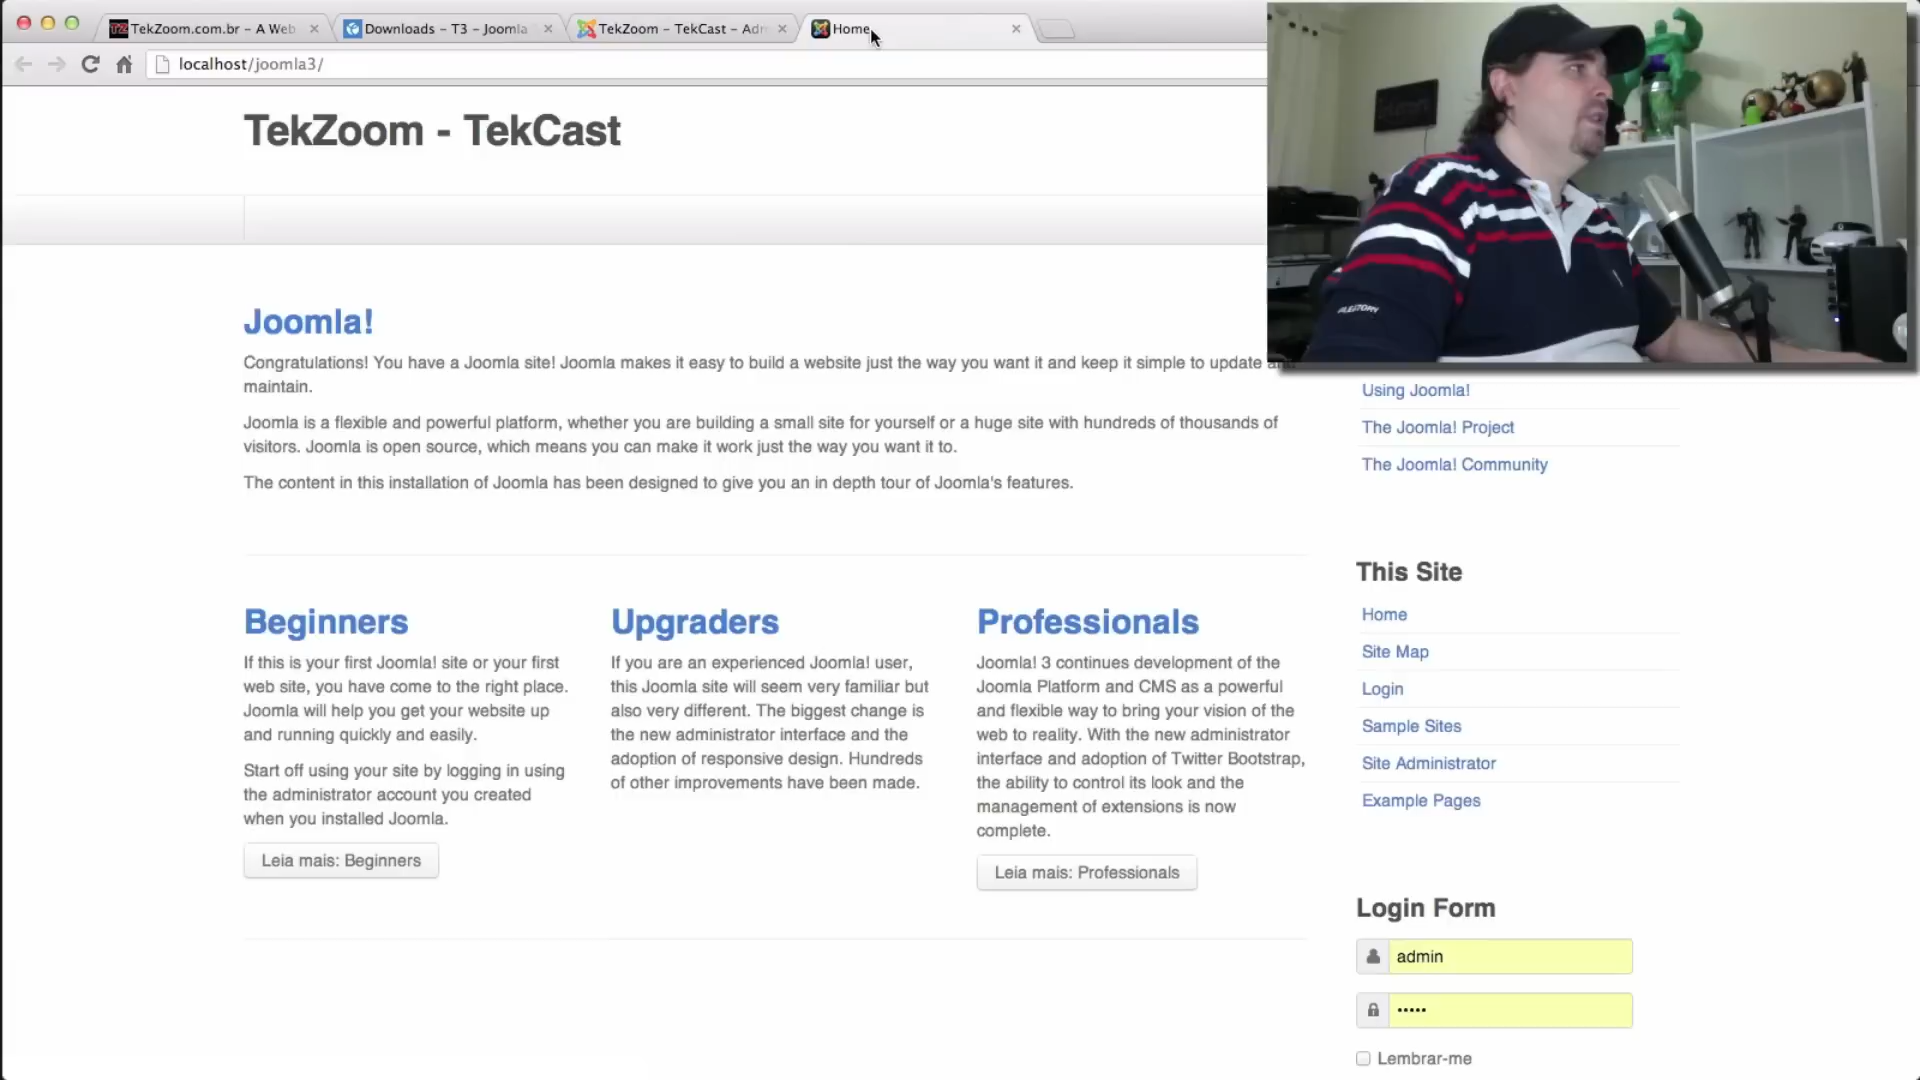 TekZoom.com.br - A Web
Downloads - T3 - Joomla
TekZoom - TekCast - Adm
Home
localhost/joomla3/
TekZoom - TekCast
Joomla!
Congratulations! You have a Joomla site! Joomla makes it easy to build a website just the way you want it and keep it simple to update and
maintain.
Joomla is a flexible and powerful platform, whether you are building a small site for yourself or a huge site with hundreds of thousands of
visitors. Joomla is open source, which means you can make it work just the way you want it to.
The content in this installation of Joomla has been designed to give you an in depth tour of Joomla's features.
Beginners
If this is your first Joomla! site or your first
web site, you have come to the right place.
Joomla will help you get your website up
and running quickly and easily.
Start off using your site by logging in using
the administrator account you created
when you installed Joomla.
Leia mais: Beginners
Upgraders
If you are an experienced Joomla! user,
this Joomla site will seem very familiar but
also very different. The biggest change is
the new administrator interface and the
adoption of responsive design. Hundreds
of other improvements have been made.
Professionals
Joomla! 3 continues development of the
Joomla Platform and CMS as a powerful
and flexible way to bring your vision of the
web to reality. With the new administrator
interface and adoption of Twitter Bootstrap,
the ability to control its look and the
management of extensions is now
complete.
Leia mais: Professionals
Using Joomla!
The Joomla! Project
The Joomla! Community
This Site
Home
Site Map
Login
Sample Sites
Site Administrator
Example Pages
Login Form
admin
•••••
Lembrar-me